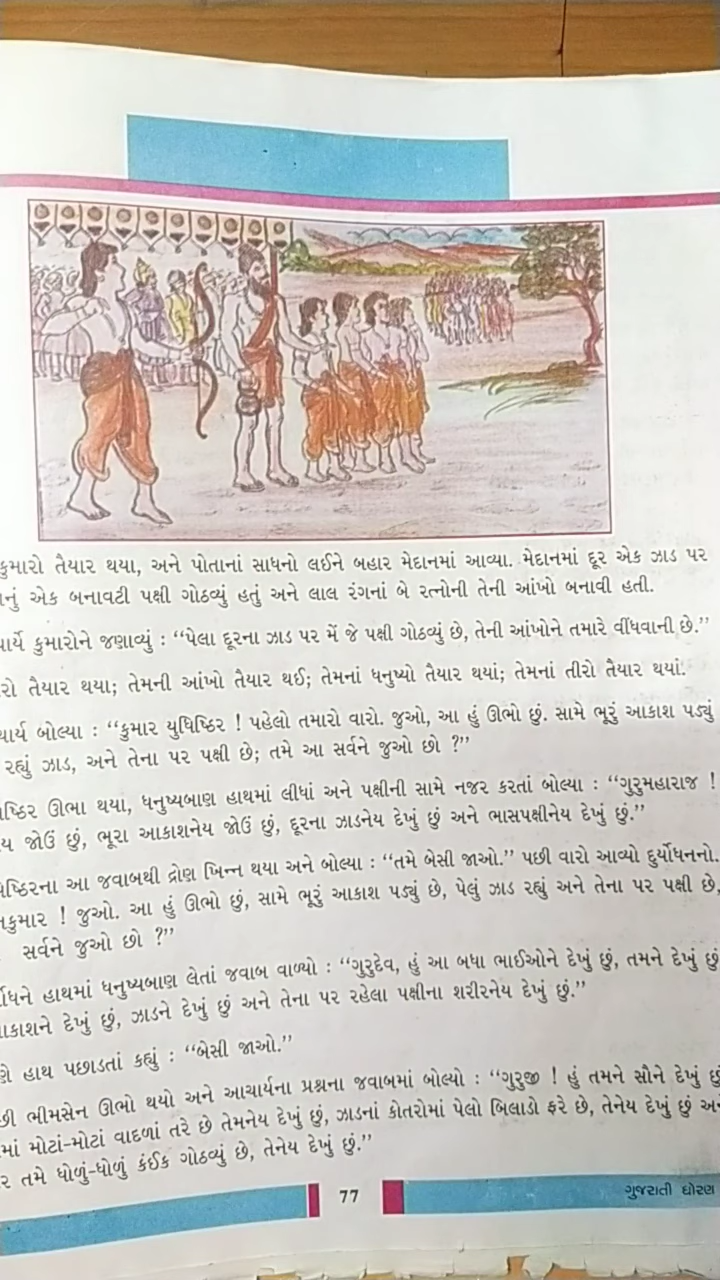 કુમારો તૈયાર થયા, અને પોતાનાં સાધનો લઈને બહાર મેદાનમાં આવ્યા. મેદાનમાં દૂર એક ઝાડ પર
એક બનાવટી પક્ષી ગોઠવ્યું હતું અને લાલ રંગનાં બે રત્નોની તેની આંખો બનાવી હતી.
કુમારોને જણાવ્યું : “પેલા દૂરના ઝાડ પર મેં જે પક્ષી ગોઠવ્યું છે, તેની આંખોને તમારે વીંધવાની છે.”
તૈયાર થયા; તેમની આંખો તૈયાર થઈ; તેમનાં ધનુષ્યો તૈયાર થયાં; તેમનાં તીરો તૈયાર થયાં.
બોલ્યા : “કુમાર યુધિષ્ઠિર ! પહેલો તમારો વારો. જુઓ, આ હું ઊભો છું. સામે ભૂરું આકાશ પડ્યું
રહ્યું ઝાડ, અને તેના પર પક્ષી છે; તમે આ સર્વને જુઓ છો ?”
ઊભા થયા, ધનુષ્યબાણ હાથમાં લીધાં અને પક્ષીની સામે નજર કરતાં બોલ્યા : “ગુરુમહારાજ !
જોઉં છું, ભૂરા આકાશનેય જોઉં છું, દૂરના ઝાડનેય દેખું છું અને ભાસપક્ષીનેય દેખું છું.”
આ જવાબથી દ્રોણ ખિન્ન થયા અને બોલ્યા : “તમે બેસી જાઓ.” પછી વારો આવ્યો દુર્યોધનનો.
જુઓ. આ હું ઊભો છું, સામે ભૂરું આકાશ પડ્યું છે, પેલું ઝાડ રહ્યું અને તેના પર પક્ષી છે,
સર્વને જુઓ છો ?”
હાથમાં ધનુષ્યબાણ લેતાં જવાબ વાળ્યો : “ગુરુદેવ, હું આ બધા ભાઈઓને દેખું છું, તમને દેખું છું
દેખું છું, ઝાડને દેખું છું અને તેના પર રહેલા પક્ષીના શરીરનેય દેખું છું.”
હાથ પછાડતાં કહ્યું : “બેસી જાઓ.”
ભીમસેન ઊભો થયો અને આચાર્યના પ્રશ્નના જવાબમાં બોલ્યો : “ગુરુજી ! હું તમને સૌને દેખું છું
મોટાં-મોટાં વાદળાં તરે છે તેમનેય દેખું છું, ઝાડનાં કોતરોમાં પેલો બિલાડો ફરે છે, તેનેય દેખું છું
તમે ધોળું-ધોળું કંઈક ગોઠવ્યું છે, તેનેય દેખું છું.”
77
ગુજરાતી ધોરણ